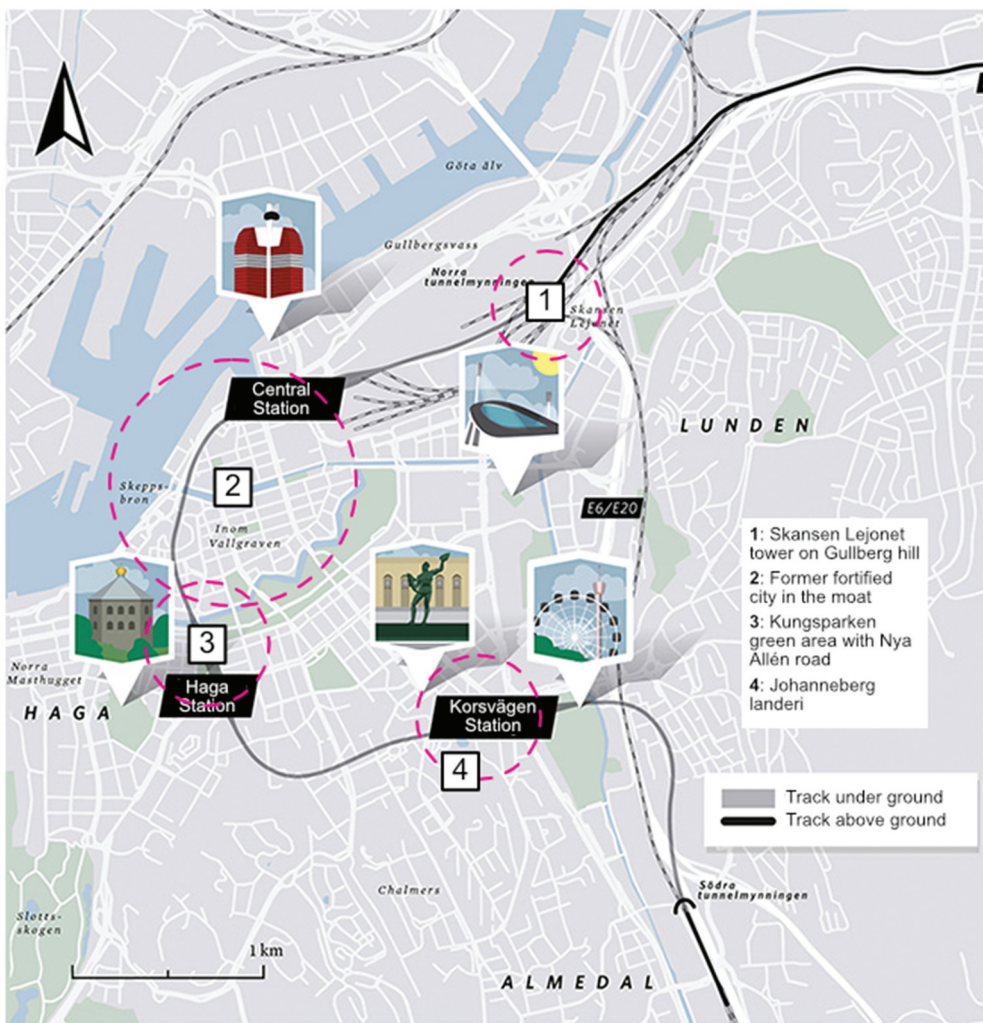 Göta älv
Gullbergsvass
Norra
tunnelmynningen
1
Skansen
Lejonet
Central
Station
LUNDEN
2
Skepps-
bron
E6/E20
Inom
Vallgraven
1: Skansen Lejonet
tower on Gullberg hill
2: Former fortified
city in the moat
3: Kungsparken
green area with Nya
Allén road
4: Johanneberg
landeri
3
Norra
Masthugget
Haga
Station
HAGA
Korsvägen
Station
4
Track under ground
Track above ground
Chalmers
Södra
tunnelmynningen
Slotts-
skogen
1 km
ALMEDAL